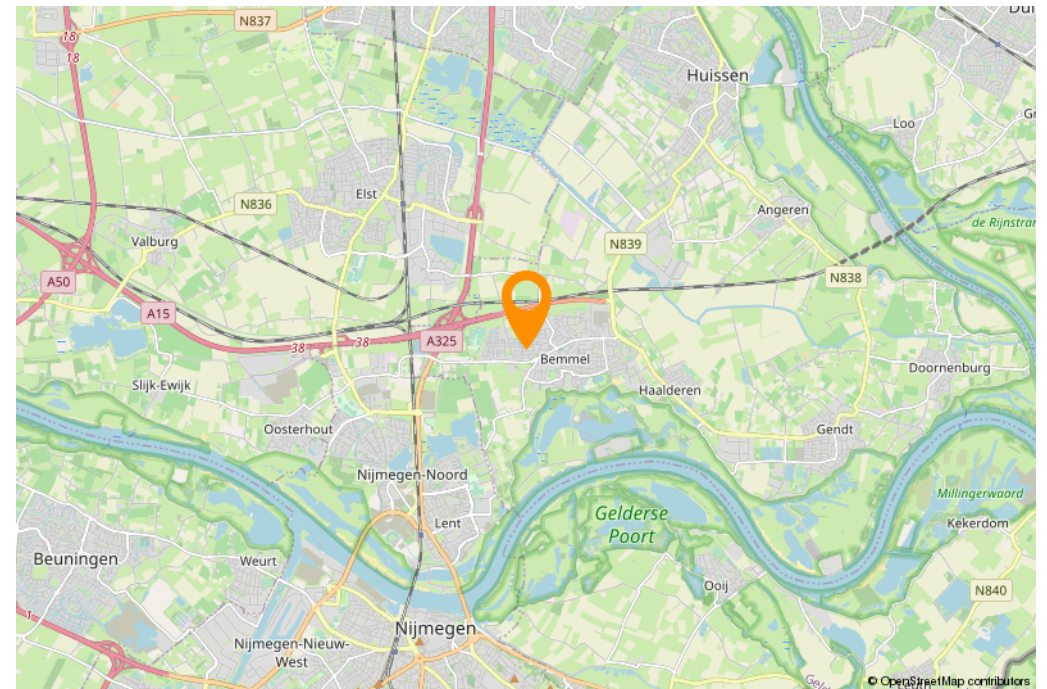 N837
18
18
Huissen
Loo
Elst
N836
Angeren
de Rijnstran
Valburg
N839
A50
N838
A15
38
38
A325
Bemmel
Doornenburg
Slijk-Ewijk
Haalderen
Oosterhout
Gendt
Nijmegen-Noord
Millingerwaard
Gelderse
Poort
Lent
Kekerdom
Beuningen
Weurt
Ooij
N840
1
Nijmegen
Nijmegen-Nieuw-
West
© OpenStreetMap contributors